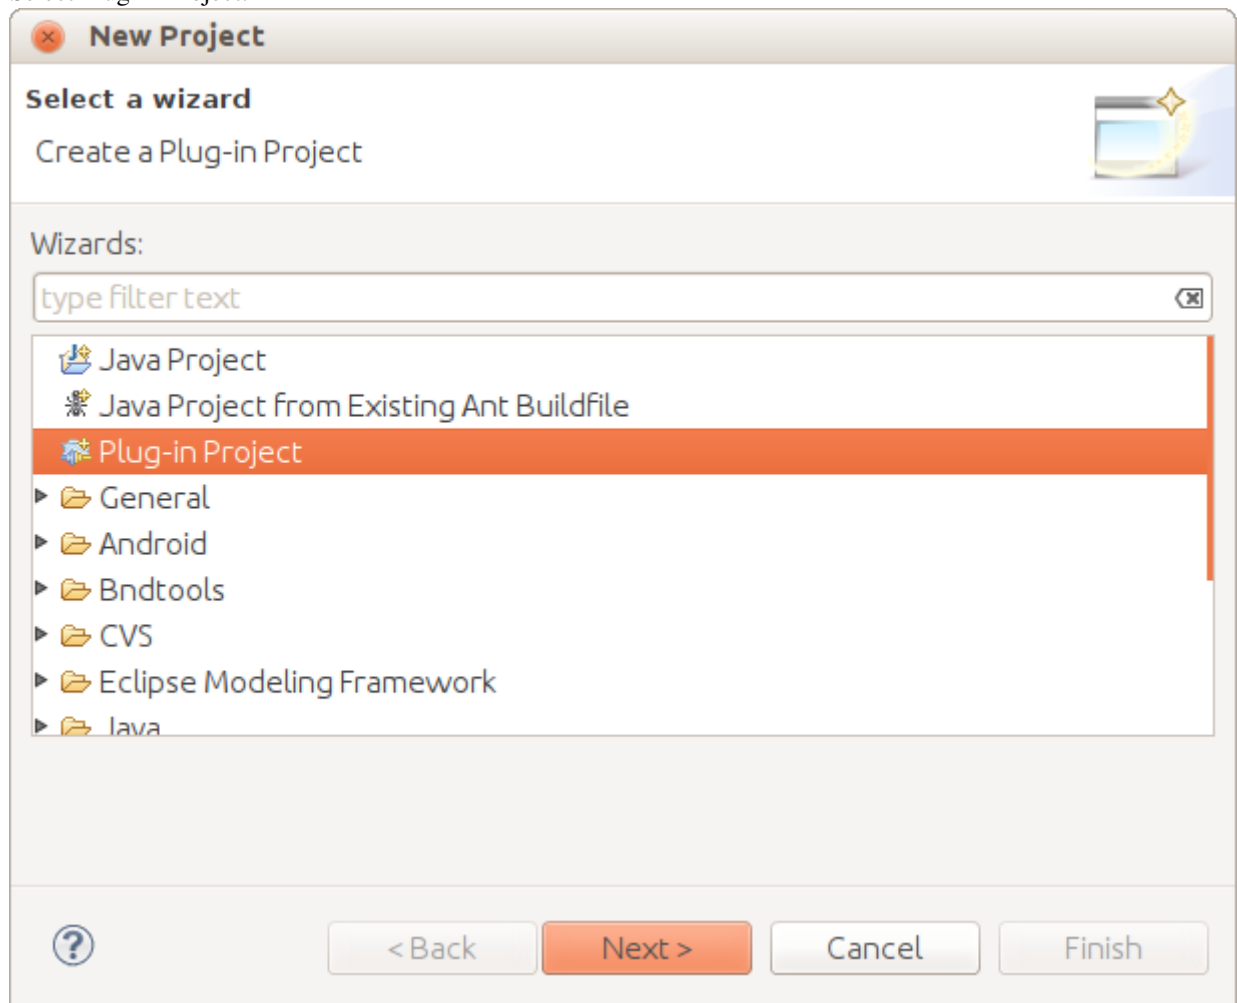 New Project
Select a wizard
Create a Plug-in Project
Wizards:
type filter text
Java Project
Java Project from Existing Ant Buildfile
Plug-in Project
General
Android
Bndtools
CVS
Eclipse Modeling Framework
Java
< Back Next > Cancel Finish